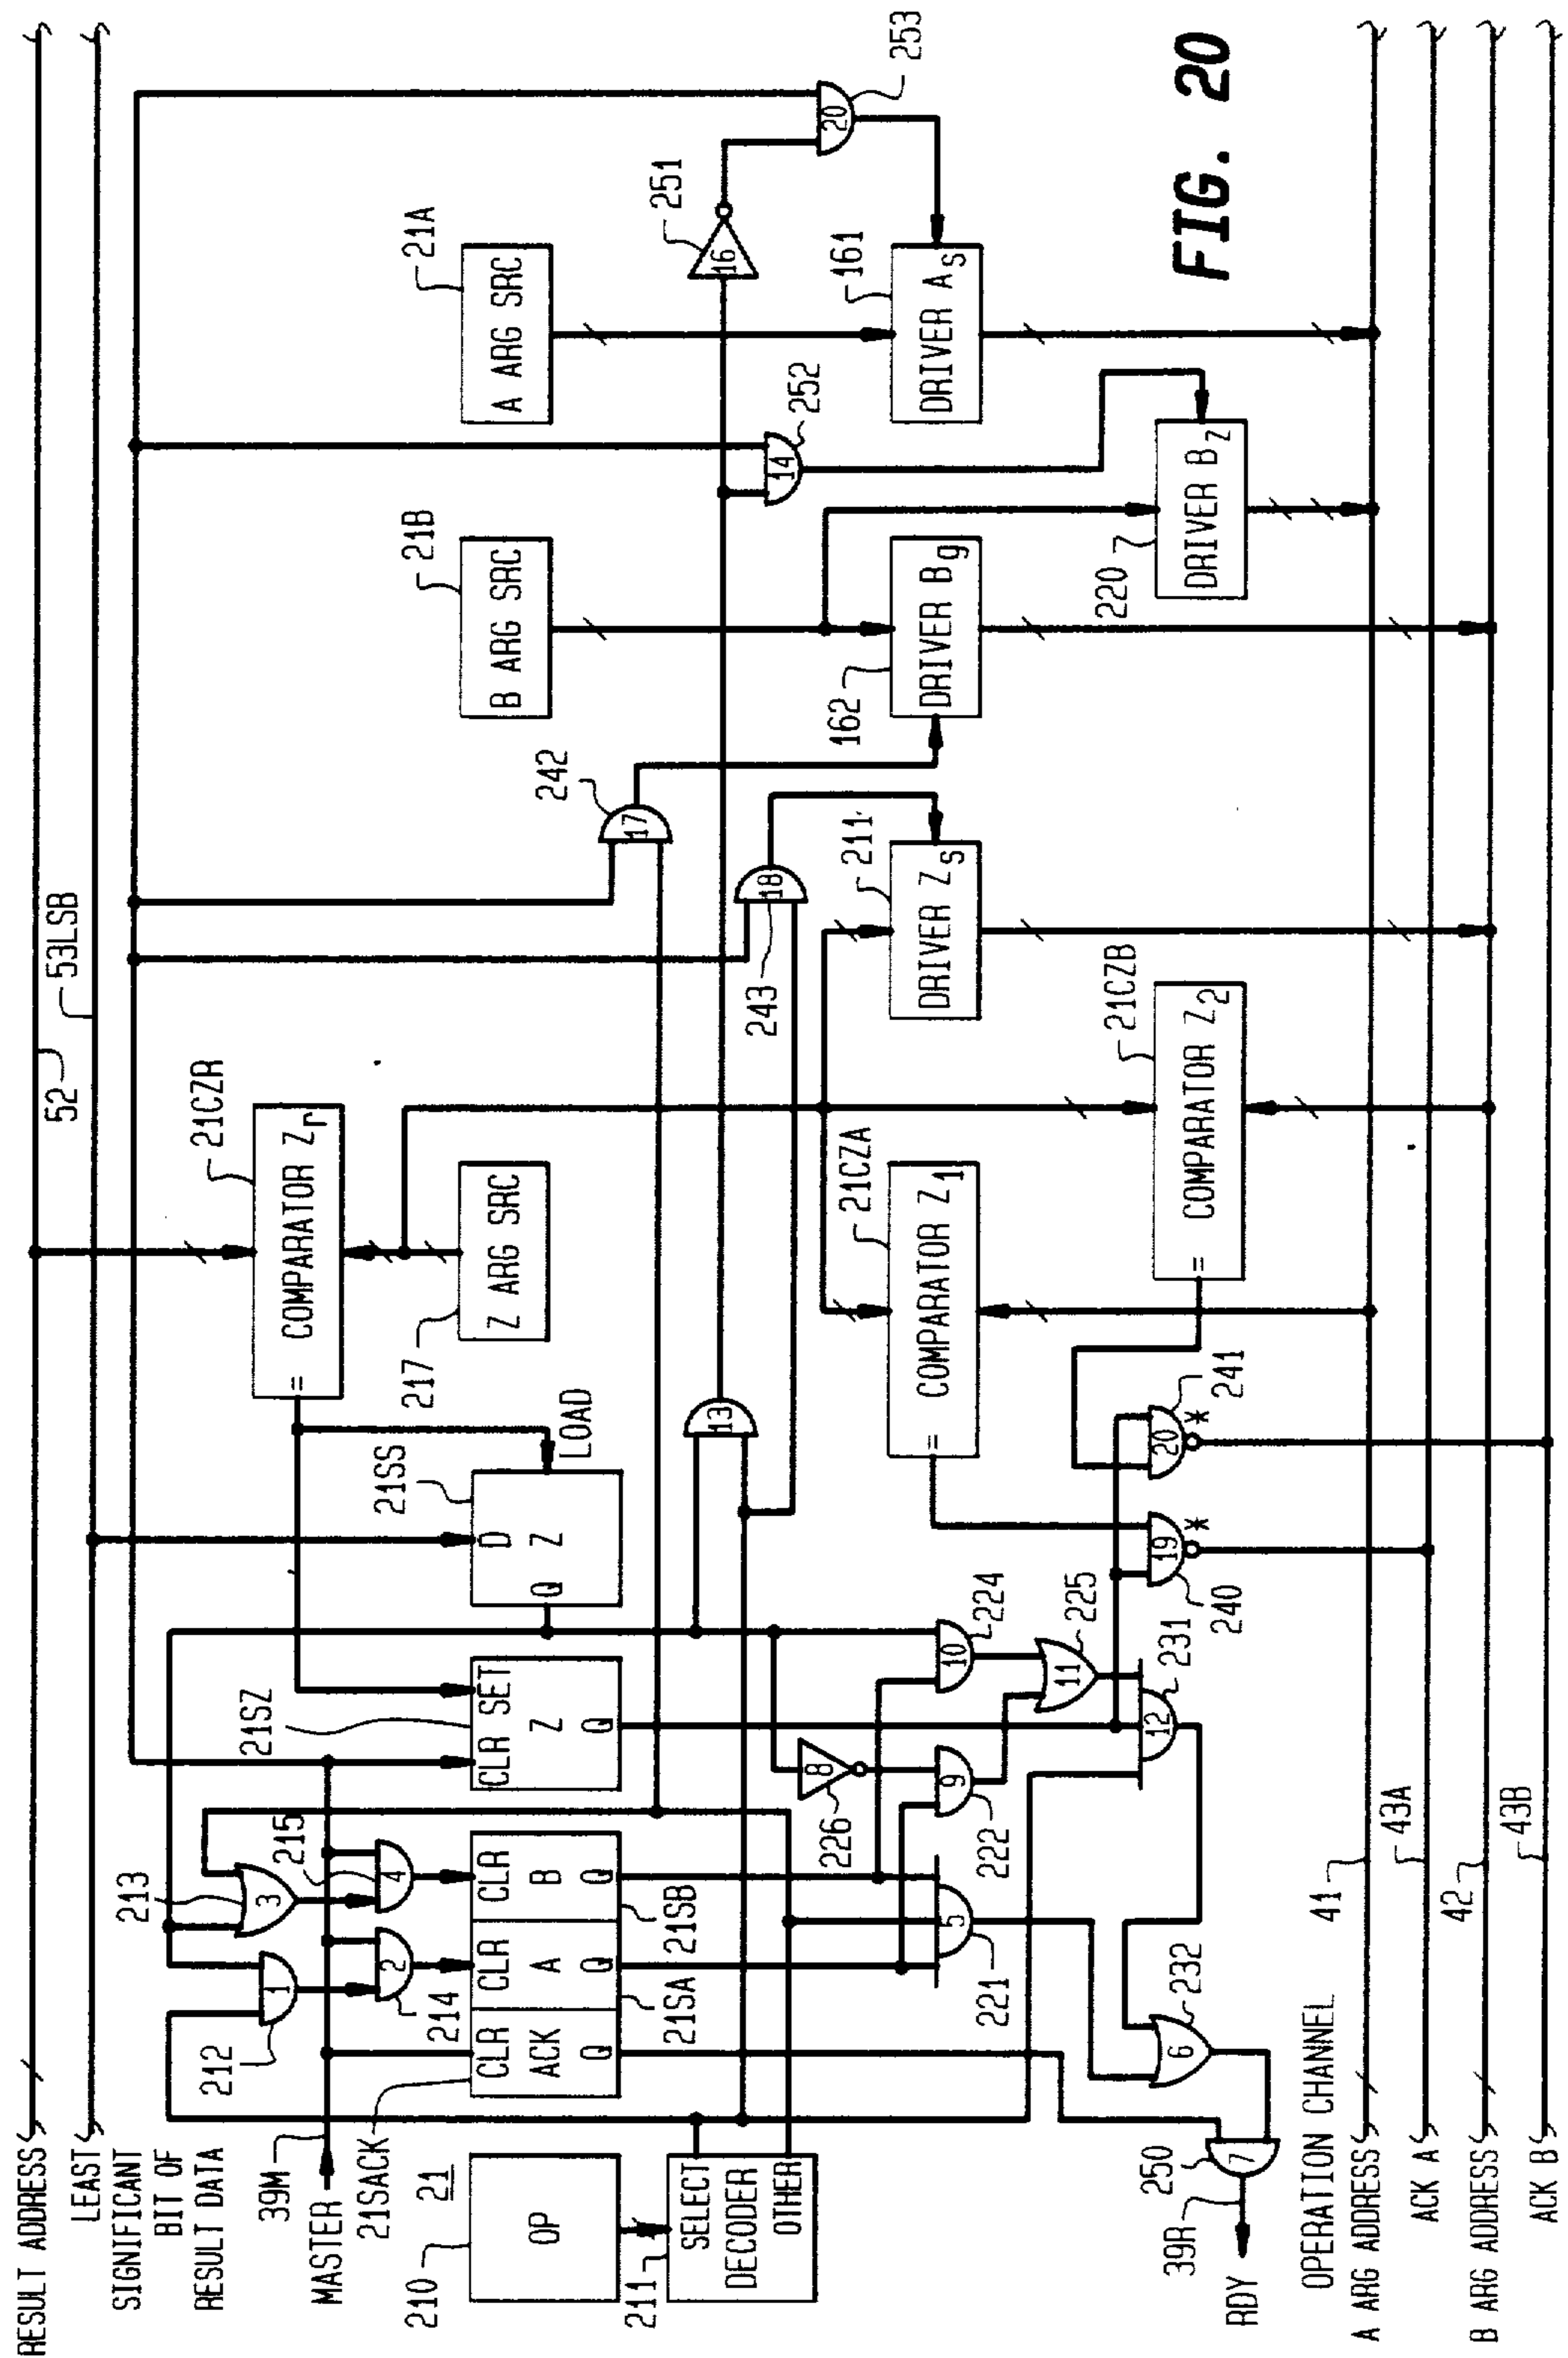 RESULT ADDRESS
LEAST
SIGNIFICANT
BIT OF
RESULT DATA
52
53LSB
39M
MASTER
212
213
214
215
1
2
3
4
21SACK
CLR
ACK
Q
21SA
CLR
A
Q
21SB
CLR
B
Q
21SZ
CLR SET
Z
Q
21SS
D
Z
Q
LOAD
21CZR
COMPARATOR Zr
=
217
Z ARG SRC
242
17
243
18
13
21B
B ARG SRC
21A
A ARG SRC
251
16
252
14
253
20
210
OP
21
211
SELECT
DECODER
OTHER
221
5
222
9
226
8
224
10
225
11
231
12
232
6
250
7
39R
RDY
21CZA
COMPARATOR Z1
=
21CZB
COMPARATOR Z2
=
240
19
*
241
20
*
211
DRIVER Zs
162
DRIVER Bg
220
DRIVER Bz
161
DRIVER As
OPERATION CHANNEL
A ARG ADDRESS
41
ACK A
43A
B ARG ADDRESS
42
ACK B
43B
FIG. 20